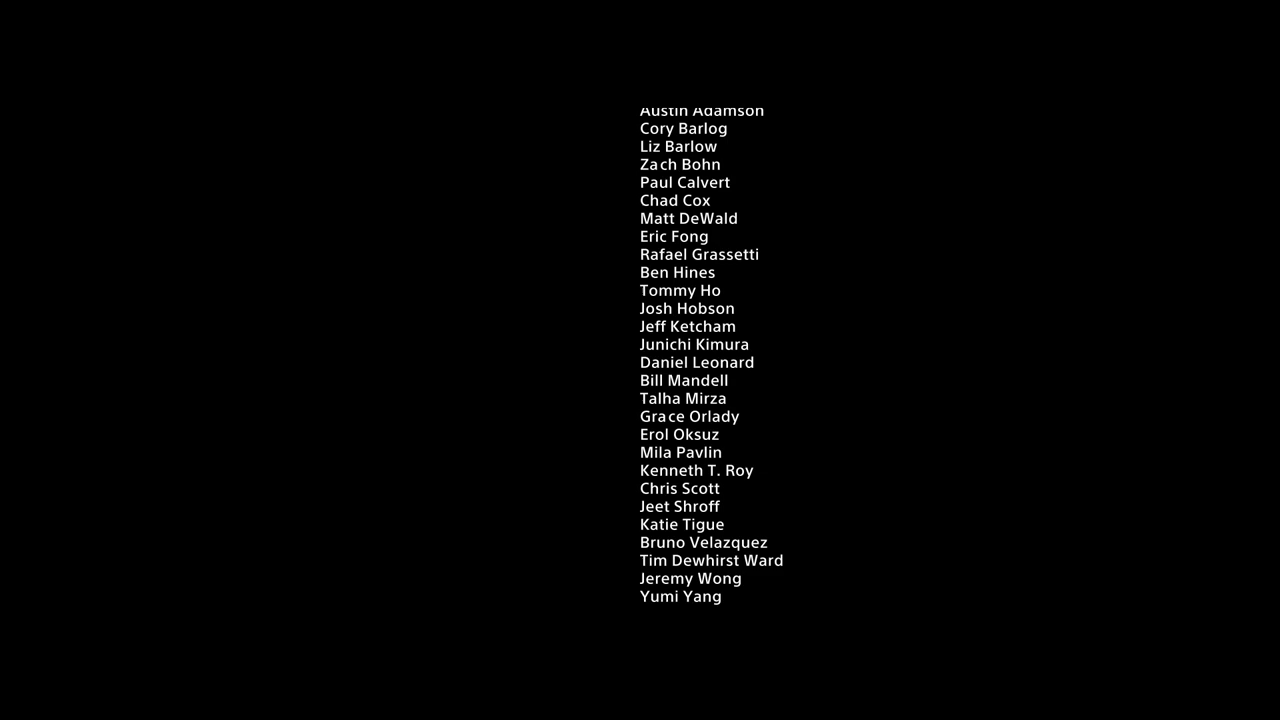 Austin Adamson
Cory Barlog
Liz Barlow
Zach Bohn
Paul Calvert
Chad Cox
Matt DeWald
Eric Fong
Rafael Grassetti
Ben Hines
Tommy Ho
Josh Hobson
Jeff Ketcham
Junichi Kimura
Daniel Leonard
Bill Mandell
Talha Mirza
Grace Orlady
Erol Oksuz
Mila Pavlin
Kenneth T. Roy
Chris Scott
Jeet Shroff
Katie Tigue
Bruno Velazquez
Tim Dewhirst Ward
Jeremy Wong
Yumi Yang